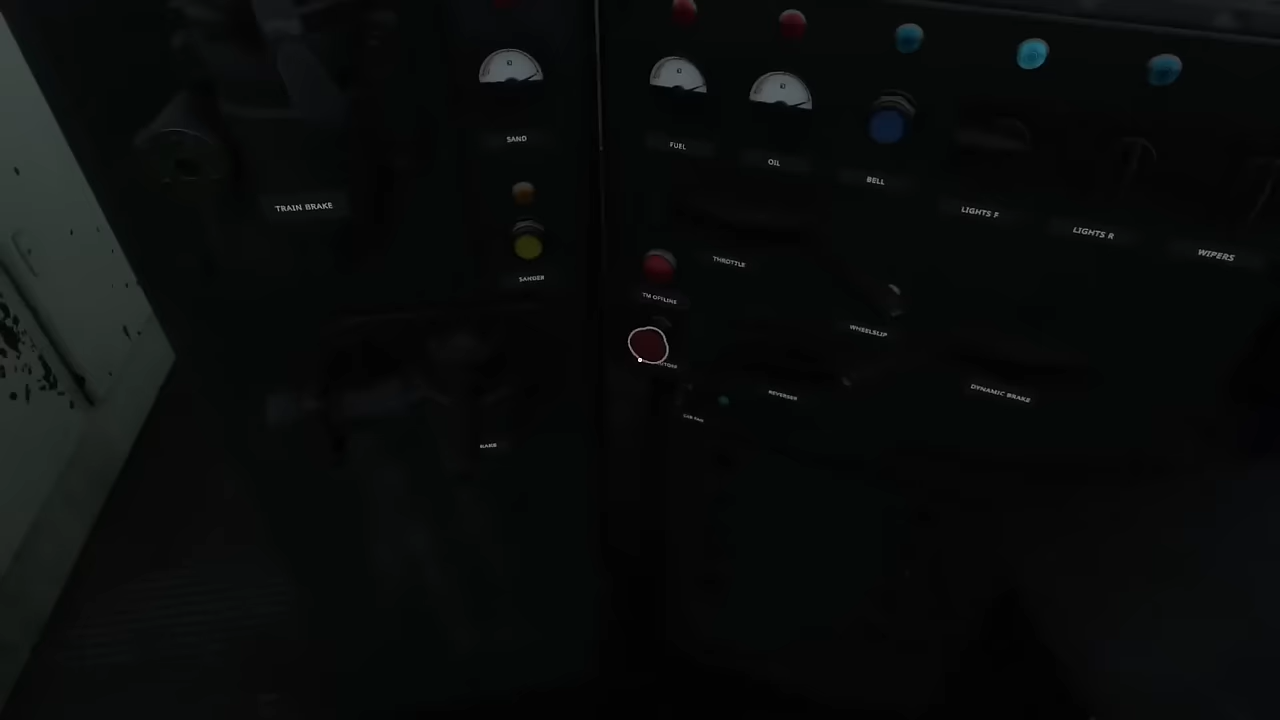 SAND
FUEL
OIL
BELL
LIGHTS F
LIGHTS R
WIPERS
TRAIN BRAKE
SANDER
THROTTLE
TM OFFLINE
WHEELSLIP
REVERSER
DYNAMIC BRAKE